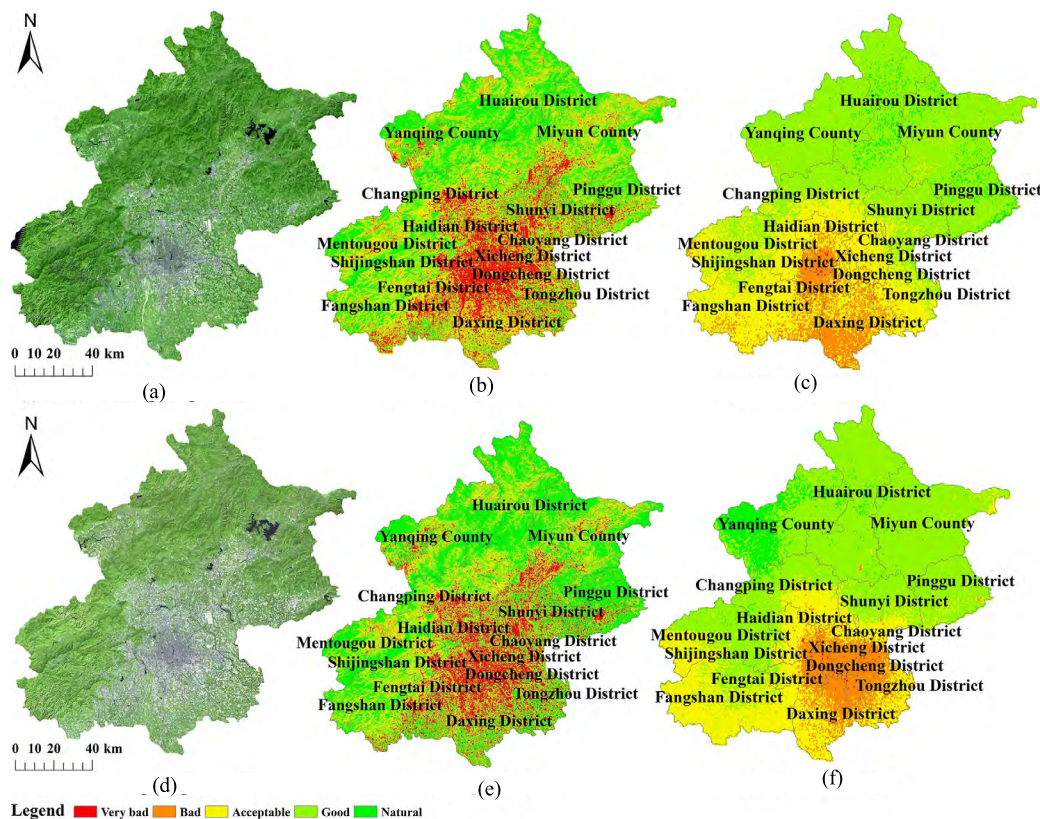 N
Huairou District
Yanqing County
Miyun County
Changping District
Pinggu District
Shunyi District
Haidian District
Mentougou District
Chaoyang District
Xicheng District
Shijingshan District
Dongcheng District
Fengtai District
Tongzhou District
Fangshan District
Daxing District
0 10 20 40 km
(a)
(b)
Huairou District
Yanqing County
Miyun County
Changping District
Pinggu District
Shunyi District
Haidian District
Mentougou District
Chaoyang District
Xicheng District
Shijingshan District
Dongcheng District
Fengtai District
Tongzhou District
Fangshan District
Daxing District
(c)
N
Huairou District
Yanqing County
Miyun County
Changping District
Pinggu District
Shunyi District
Haidian District
Mentougou District
Chaoyang District
Xicheng District
Shijingshan District
Dongcheng District
Fengtai District
Tongzhou District
Fangshan District
Daxing District
0 10 20 40 km
(d)
(e)
Huairou District
Yanqing County
Miyun County
Changping District
Pinggu District
Shunyi District
Haidian District
Mentougou District
Chaoyang District
Xicheng District
Shijingshan District
Dongcheng District
Fengtai District
Tongzhou District
Fangshan District
Daxing District
(f)
Legend Very bad Bad Acceptable Good Natural